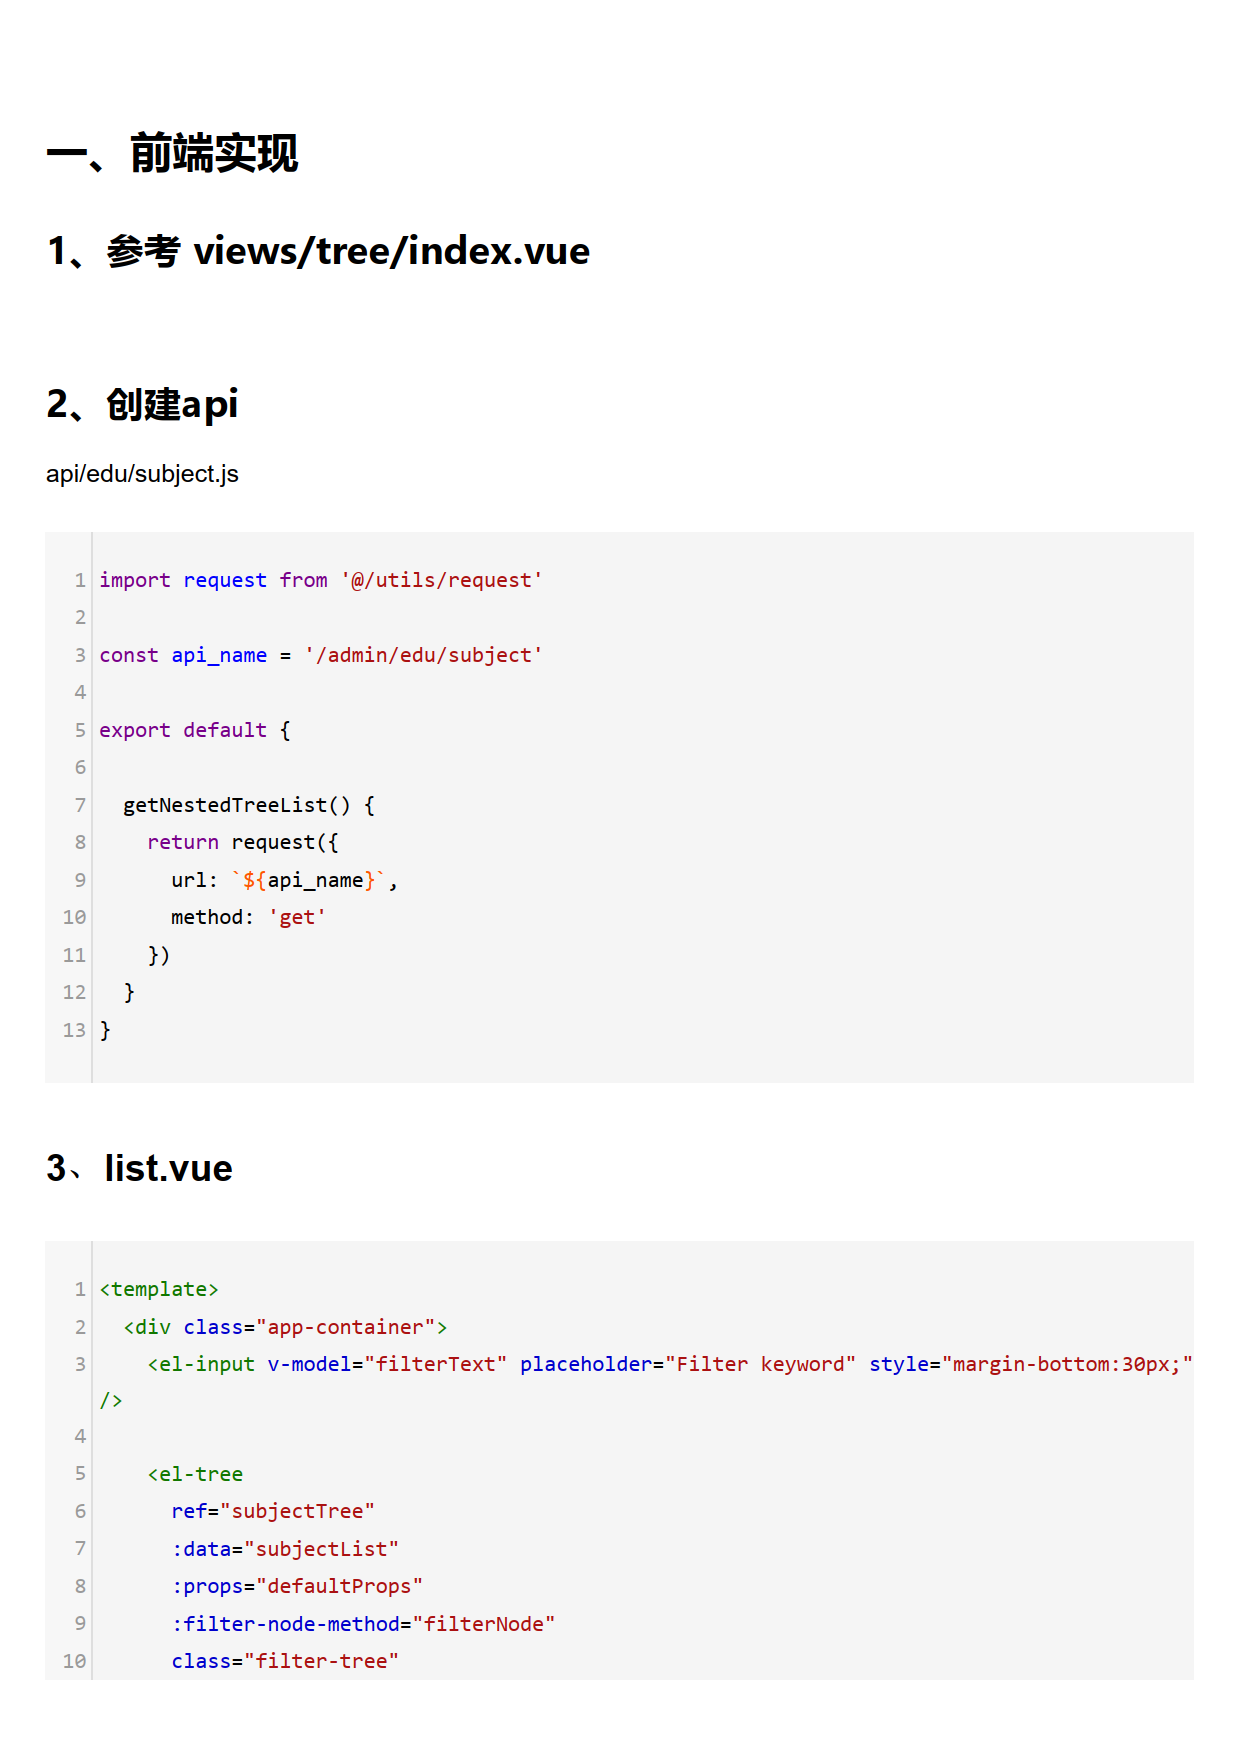 一、前端实现
1、参考 views/tree/index.vue
2、创建api
api/edu/subject.js
1 import request from '@/utils/request'
2
3 const api_name = '/admin/edu/subject'
4
5 export default {
6
7   getNestedTreeList() {
8     return request({
9       url: `${api_name}`,
10       method: 'get'
11     })
12   }
13 }
3、list.vue
1 <template>
2   <div class="app-container">
3     <el-input v-model="filterText" placeholder="Filter keyword" style="margin-bottom:30px;"
/>
4
5     <el-tree
6       ref="subjectTree"
7       :data="subjectList"
8       :props="defaultProps"
9       :filter-node-method="filterNode"
10       class="filter-tree"